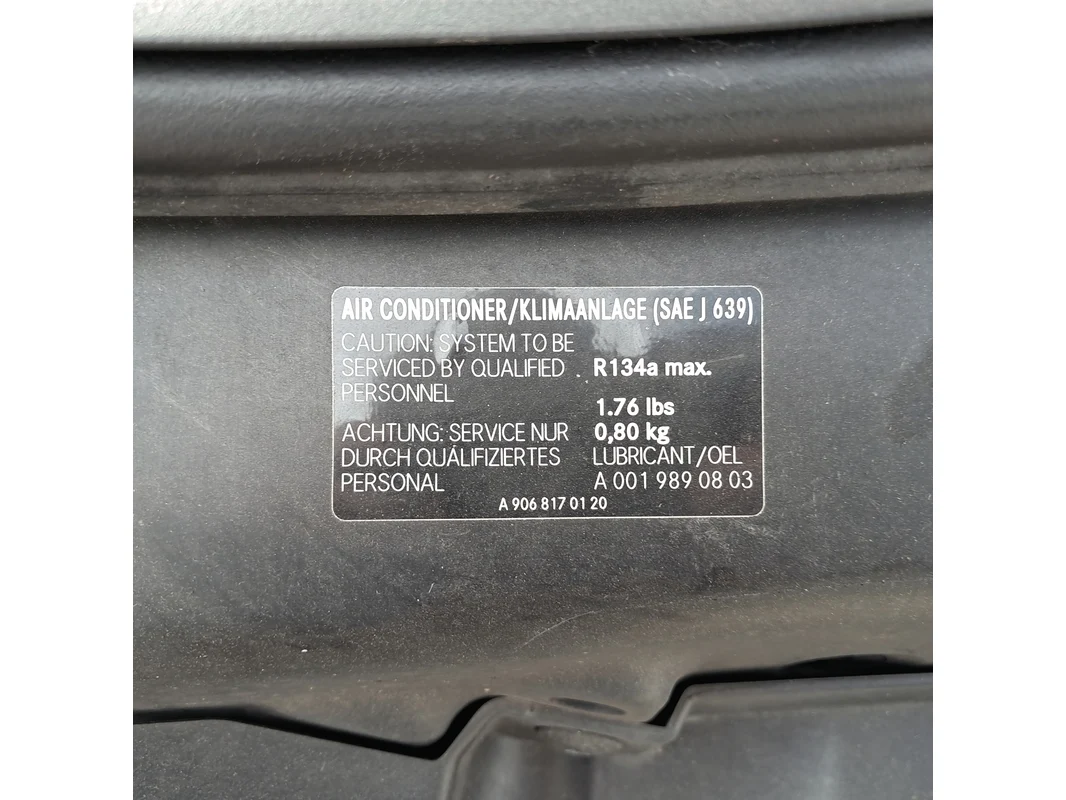 AIR CONDITIONER/KLIMAANLAGE (SAE J 639)
CAUTION: SYSTEM TO BE
SERVICED BY QUALIFIED
PERSONNEL
ACHTUNG: SERVICE NUR
DURCH QUALIFIZIERTES
PERSONAL
R134a max.
1.76 lbs
0,80 kg
LUBRICANT/OEL
A 001 989 08 03
A 906 817 01 20